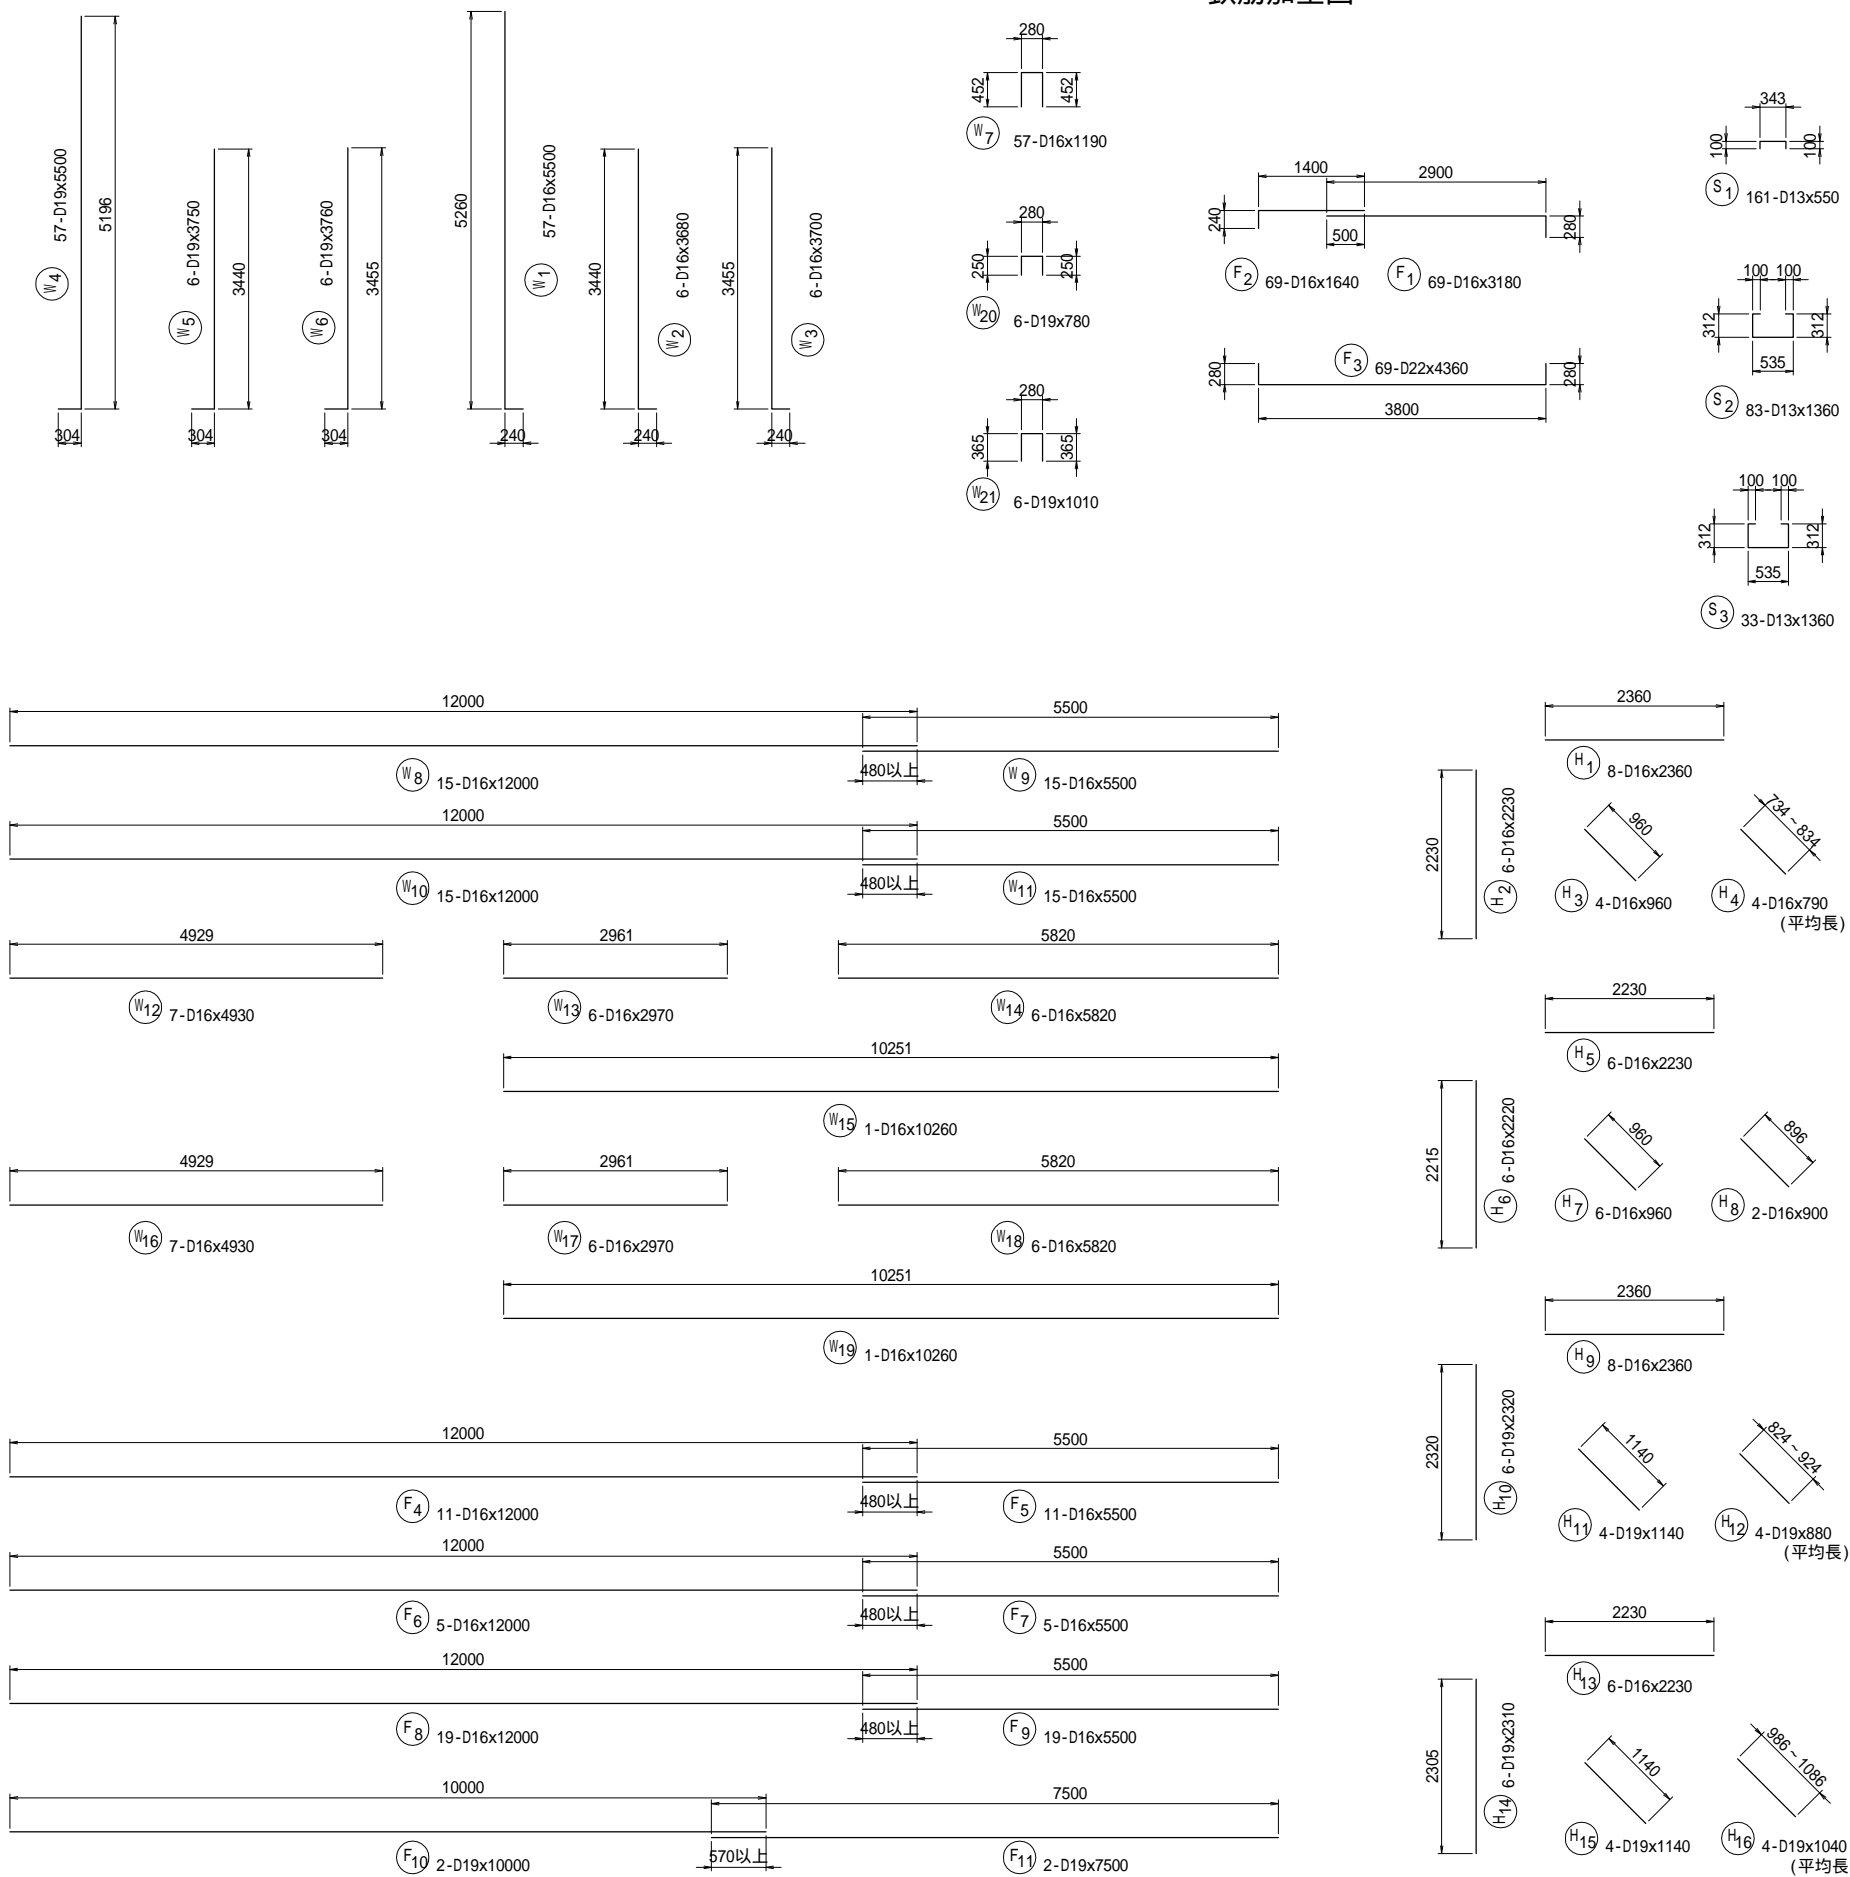 鉄筋加工図
57-D19x5500
5196
W4
6-D19x3750
3440
W5
6-D19x3760
3455
W6
5260
57-D16x5500
W1
3440
6-D16x3680
W2
3455
6-D16x3700
W3
304
304
304
240
240
240
280
452
452
W7 57-D16x1190
280
250
250
W20 6-D19x780
280
365
365
W21 6-D19x1010
1400
2900
240
500
280
F2 69-D16x1640
F1 69-D16x3180
280
F3 69-D22x4360
280
3800
343
100
100
S1 161-D13x550
100 100
312
312
535
S2 83-D13x1360
100 100
312
312
535
S3 33-D13x1360
12000
5500
W8 15-D16x12000
480以上
W9 15-D16x5500
12000
5500
W10 15-D16x12000
480以上
W11 15-D16x5500
4929
2961
5820
W12 7-D16x4930
W13 6-D16x2970
W14 6-D16x5820
10251
W15 1-D16x10260
4929
2961
5820
W16 7-D16x4930
W17 6-D16x2970
W18 6-D16x5820
10251
W19 1-D16x10260
12000
5500
F4 11-D16x12000
480以上
F5 11-D16x5500
12000
5500
F6 5-D16x12000
480以上
F7 5-D16x5500
12000
5500
F8 19-D16x12000
480以上
F9 19-D16x5500
10000
7500
F10 2-D19x10000
570以上
F11 2-D19x7500
2360
H1 8-D16x2360
2230
H2 6-D16x2230
960
H3 4-D16x960
734~834
H4 4-D16x790
(平均長)
2230
H5 6-D16x2230
2215
H6 6-D16x2220
960
H7 6-D16x960
896
H8 2-D16x900
2360
H9 8-D16x2360
2320
H10 6-D19x2320
1140
H11 4-D19x1140
824~924
H12 4-D19x880
(平均長)
2230
H13 6-D16x2230
2305
H14 6-D19x2310
1140
H15 4-D19x1140
986~1086
H16 4-D19x1040
(平均長